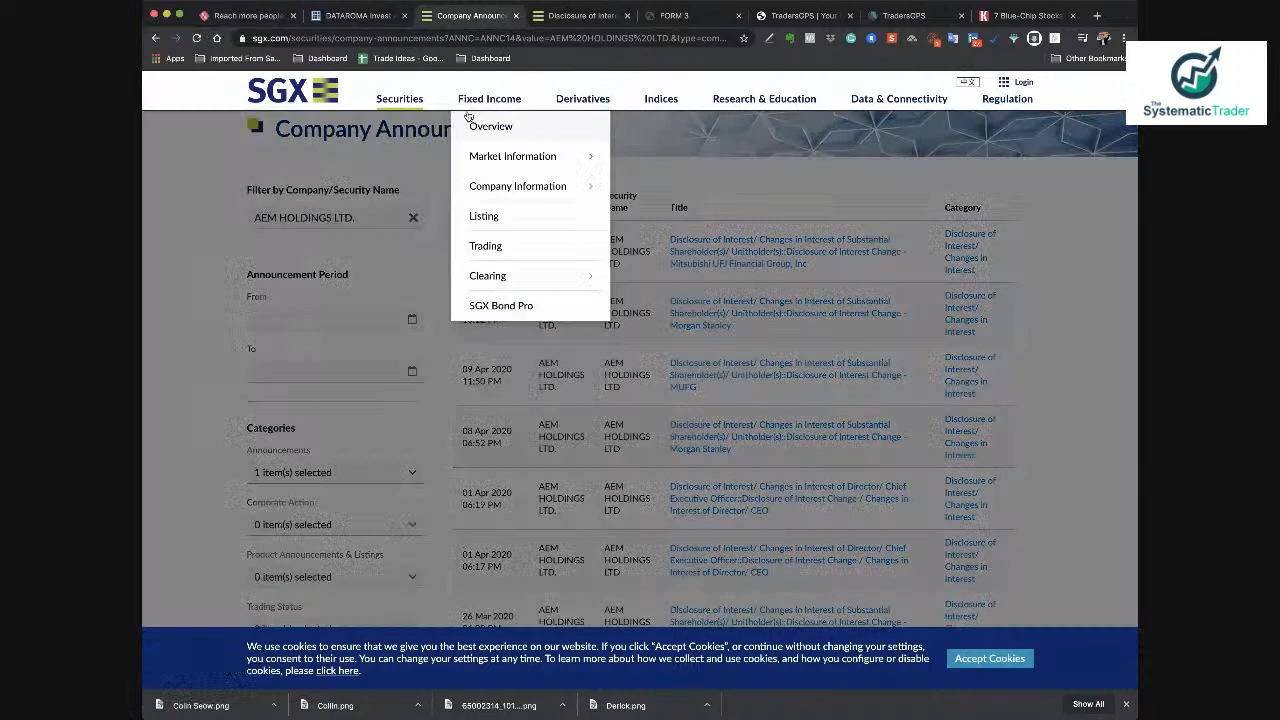 Reach more people
DATAROMA Invest
Company Announc
Disclosure of Inter
FORM 3
TradersGPS | Your
TradersGPS
7 Blue-Chip Stocks
sgx.com/securities/company-announcements?ANNC=ANNC14&value=AEM%20HOLDINGS%20LTD.&type=com...
Apps
Imported From Sa...
Dashboard
Trade Ideas - Goo...
Dashboard
Other Bookmarks
The
SystematicTrader
SGX
中文
Login
Securities
Fixed Income
Derivatives
Indices
Research & Education
Data & Connectivity
Regulation
Company Announ
Overview
Market Information
Company Information
Listing
Trading
Clearing
SGX Bond Pro
Filter by Company/Security Name
AEM HOLDINGS LTD.
Announcement Period
From
To
Categories
Announcements
1 item(s) selected
Corporate Action
0 item(s) selected
Product Announcements & Listings
0 item(s) selected
Trading Status
Title
Category
Disclosure of Interest/ Changes in Interest of Substantial
Shareholder(s)/ Unitholder(s)::Disclosure of Interest Change -
Mitsubishi UFJ Financial Group, Inc
Disclosure of
Interest/
Changes in
Interest
AEM
LTD.
AEM
HOLDINGS
LTD
Disclosure of Interest/ Changes in Interest of Substantial
Shareholder(s)/ Unitholder(s)::Disclosure of Interest Change -
Morgan Stanley
Disclosure of
Interest/
Changes in
Interest
09 Apr 2020
11:50 PM
AEM
HOLDINGS
LTD.
AEM
HOLDINGS
LTD
Disclosure of Interest/ Changes in Interest of Substantial
Shareholder(s)/ Unitholder(s)::Disclosure of Interest Change -
MUFG
Disclosure of
Interest/
Changes in
Interest
08 Apr 2020
06:52 PM
AEM
HOLDINGS
LTD.
AEM
HOLDINGS
LTD
Disclosure of Interest/ Changes in Interest of Substantial
Shareholder(s)/ Unitholder(s)::Disclosure of Interest Change -
Morgan Stanley
Disclosure of
Interest/
Changes in
Interest
01 Apr 2020
06:19 PM
AEM
HOLDINGS
LTD.
AEM
HOLDINGS
LTD
Disclosure of Interest/ Changes in Interest of Director/ Chief
Executive Officer::Disclosure of Interest Change / Changes in
Interest of Director/ CEO
Disclosure of
Interest/
Changes in
Interest
01 Apr 2020
06:17 PM
AEM
HOLDINGS
LTD.
AEM
HOLDINGS
LTD
Disclosure of Interest/ Changes in Interest of Director/ Chief
Executive Officer::Disclosure of Interest Change / Changes in
Interest of Director/ CEO
Disclosure of
Interest/
Changes in
Interest
26 Mar 2020
AEM
HOLDINGS
AEM
HOLDINGS
Disclosure of Interest/ Changes in Interest of Substantial
Shareholder(s)/ Unitholder(s)::Disclosure of Interest Change -
Disclosure of
Interest/
We use cookies to ensure that we give you the best experience on our website. If you click "Accept Cookies", or continue without changing your settings,
you consent to their use. You can change your settings at any time. To learn more about how we collect and use cookies, and how you configure or disable
cookies, please click here.
Accept Cookies
Colin Seow.png
Collin.png
65002314_101....png
Derick.png
Show All